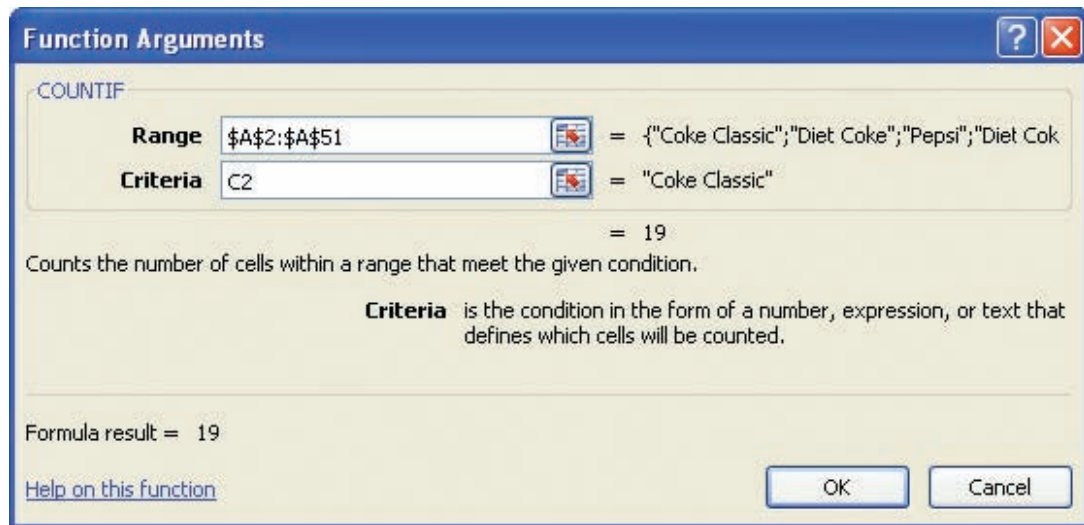 Function Arguments
?
COUNTIF
Range $A$2:$A$51 = {"Coke Classic";"Diet Coke";"Pepsi";"Diet Cok
Criteria C2 = "Coke Classic"
= 19
Counts the number of cells within a range that meet the given condition.
Criteria is the condition in the form of a number, expression, or text that
defines which cells will be counted.
Formula result = 19
Help on this function OK Cancel